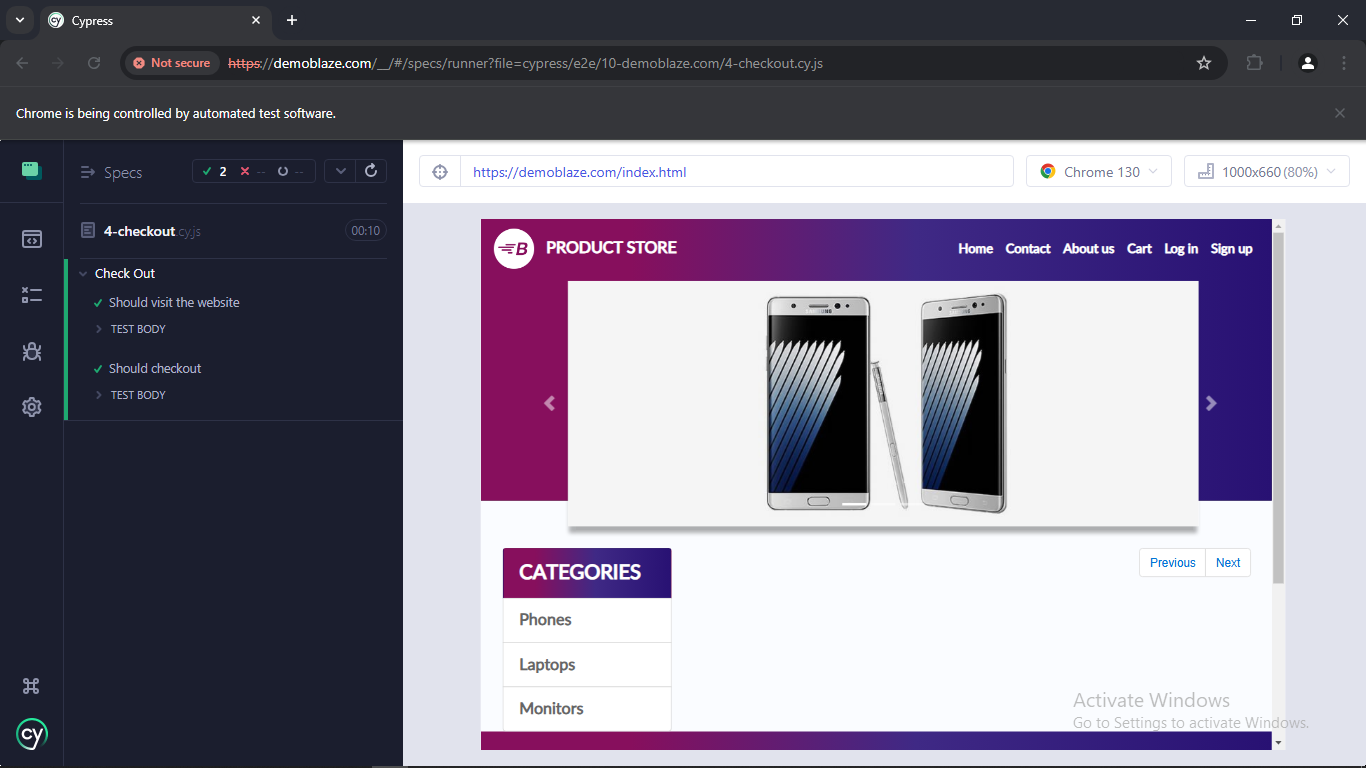 Cypress
Not secure https://demoblaze.com/__/#/specs/runner?file=cypress/e2e/10-demoblaze.com/4-checkout.cy.js
Chrome is being controlled by automated test software.
Specs 2 -- --
https://demoblaze.com/index.html
Chrome 130
1000x660 (80%)
4-checkout.cy.js 00:10
Check Out
Should visit the website
TEST BODY
Should checkout
TEST BODY
cy
B PRODUCT STORE
Home Contact About us Cart Log in Sign up
SAMSUNG SAMSUNG
CATEGORIES
Phones
Laptops
Monitors
Previous Next
Activate Windows
Go to Settings to activate Windows.